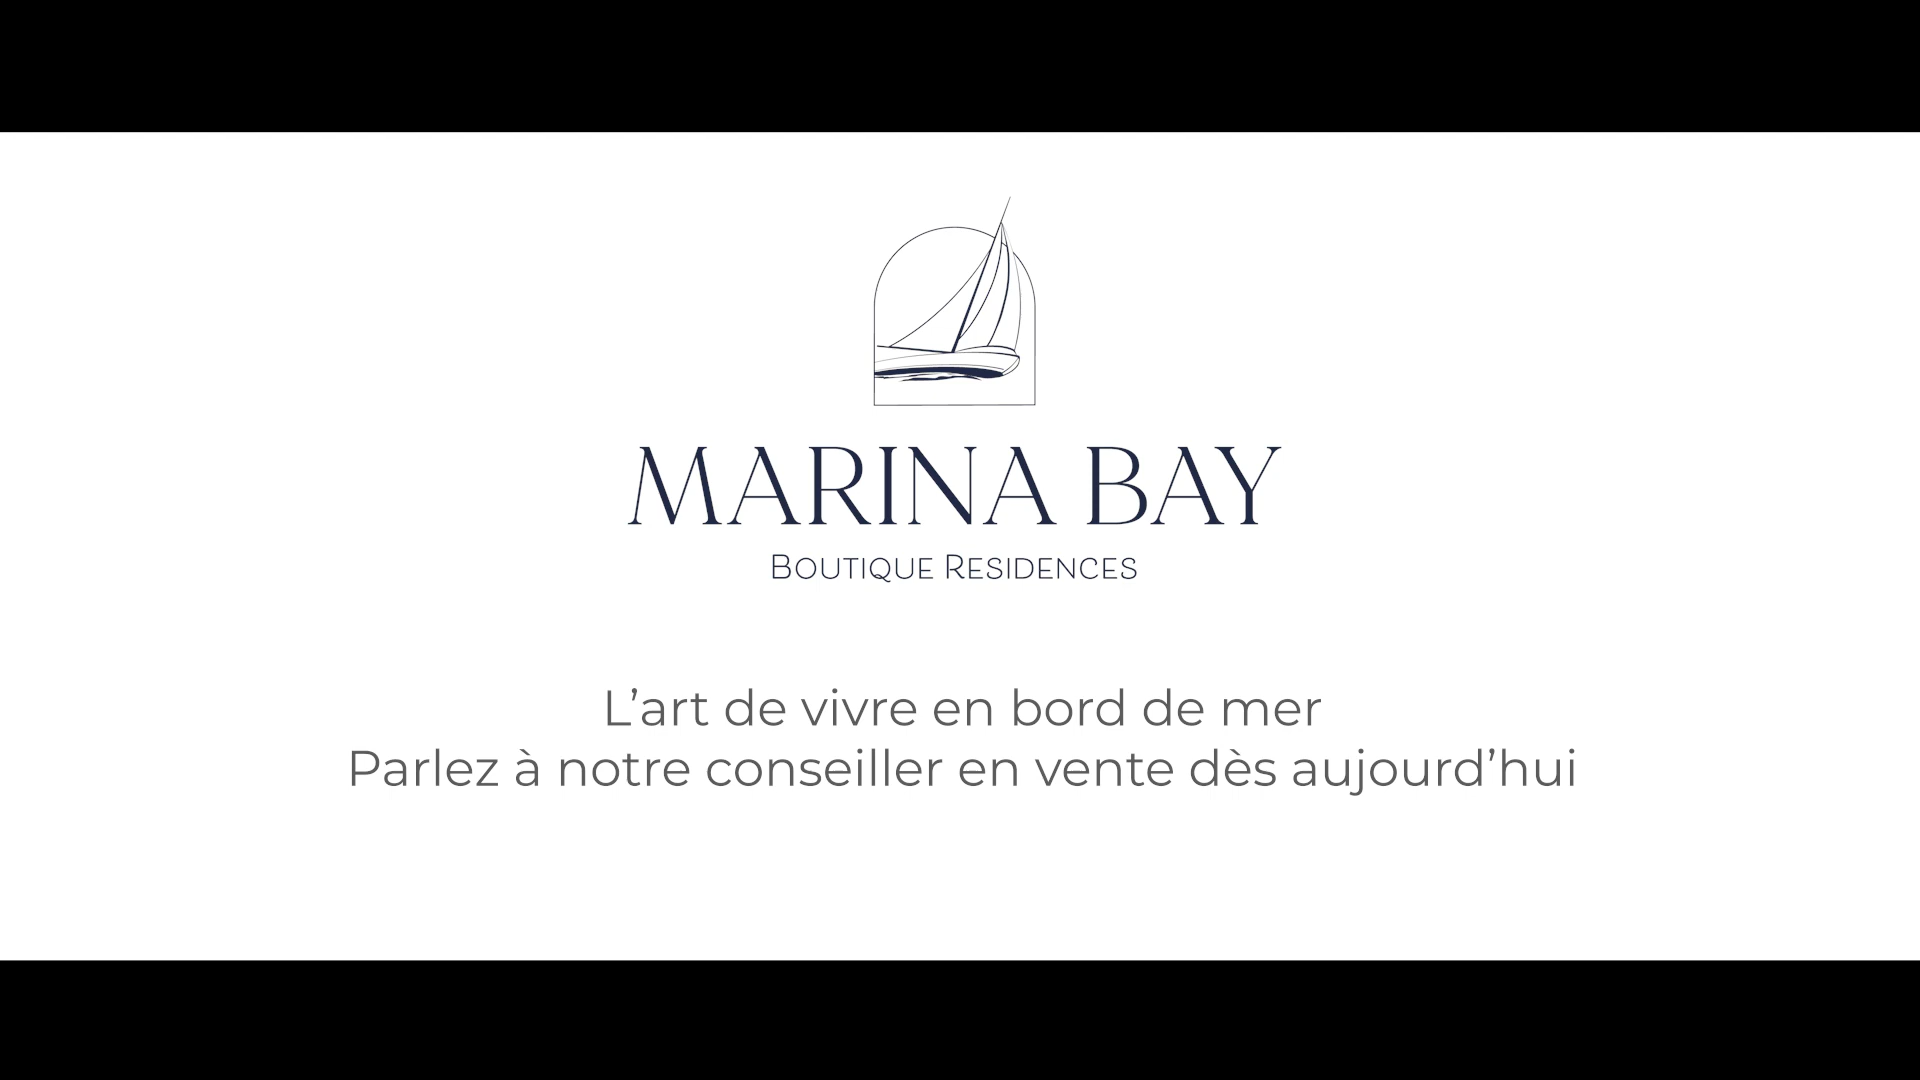 MARINA BAY
BOUTIQUE RESIDENCES
L’art de vivre en bord de mer
Parlez à notre conseiller en vente dès aujourd’hui